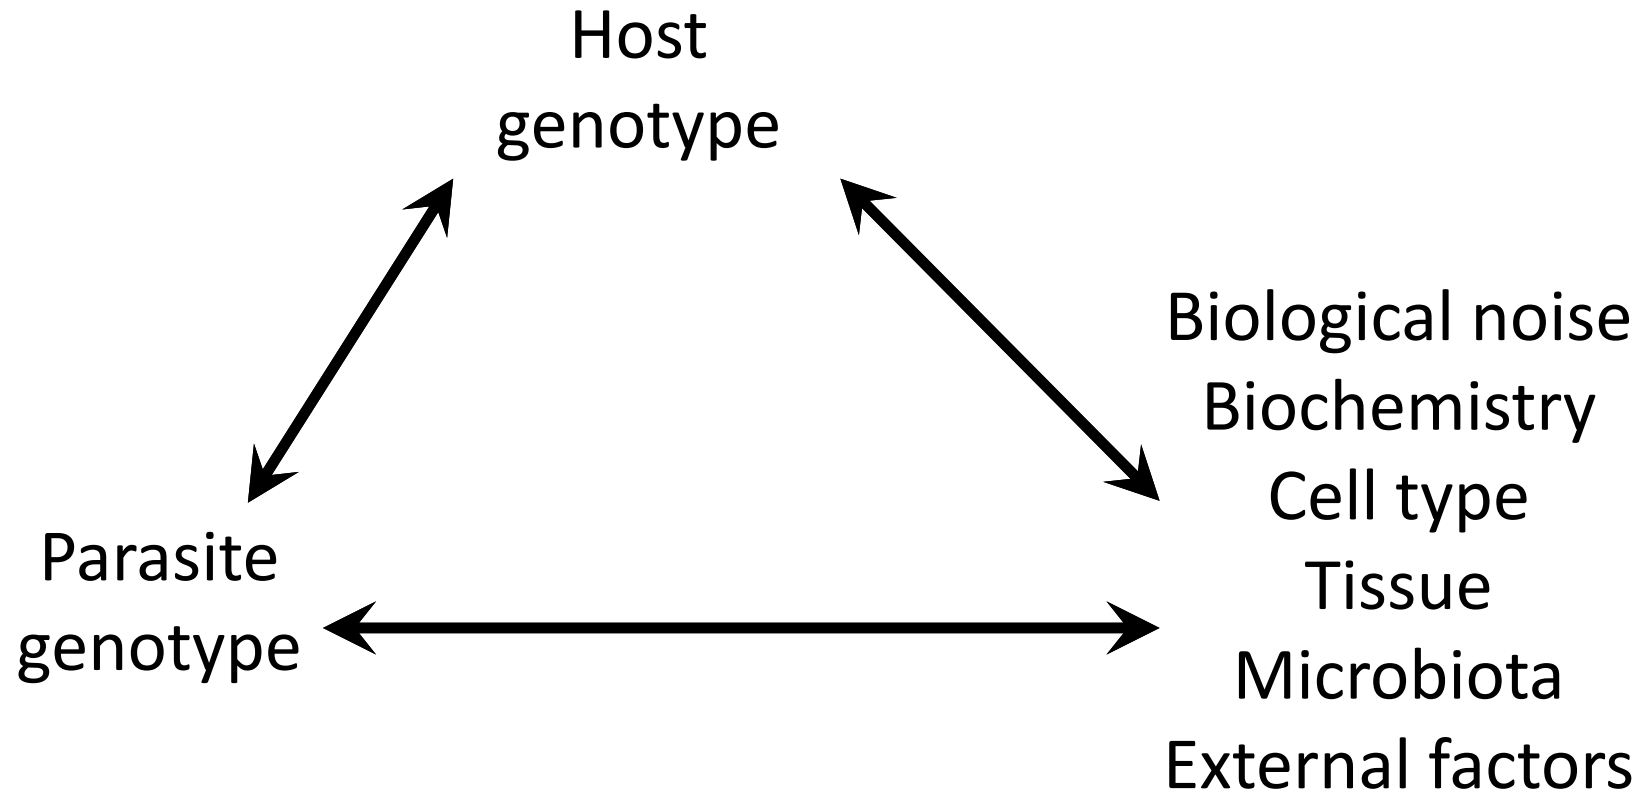 Host
genotype
Biological noise
Biochemistry
Cell type
Tissue
Microbiota
External factors
Parasite
genotype